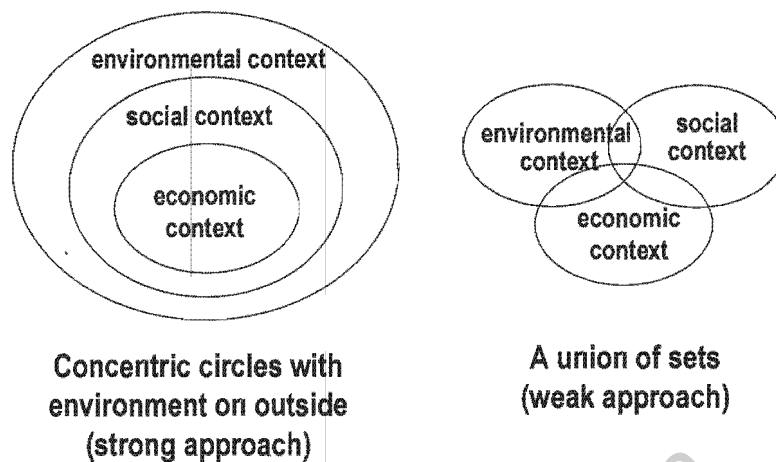 environmental context
social context
economic
context
Concentric circles with
environment on outside
(strong approach)
environmental
context
social
context
economic
context
A union of sets
(weak approach)